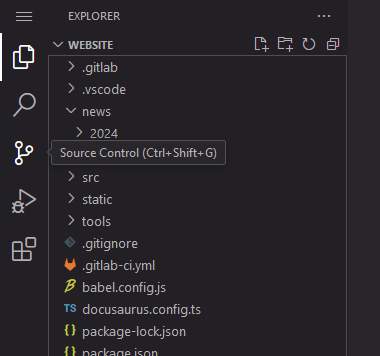 EXPLORER
WEBSITE
.gitlab
.vscode
news
2024
Source Control (Ctrl+Shift+G)
src
static
tools
.gitignore
.gitlab-ci.yml
babel.config.js
TS docusaurus.config.ts
{ } package-lock.json
{ } package.json